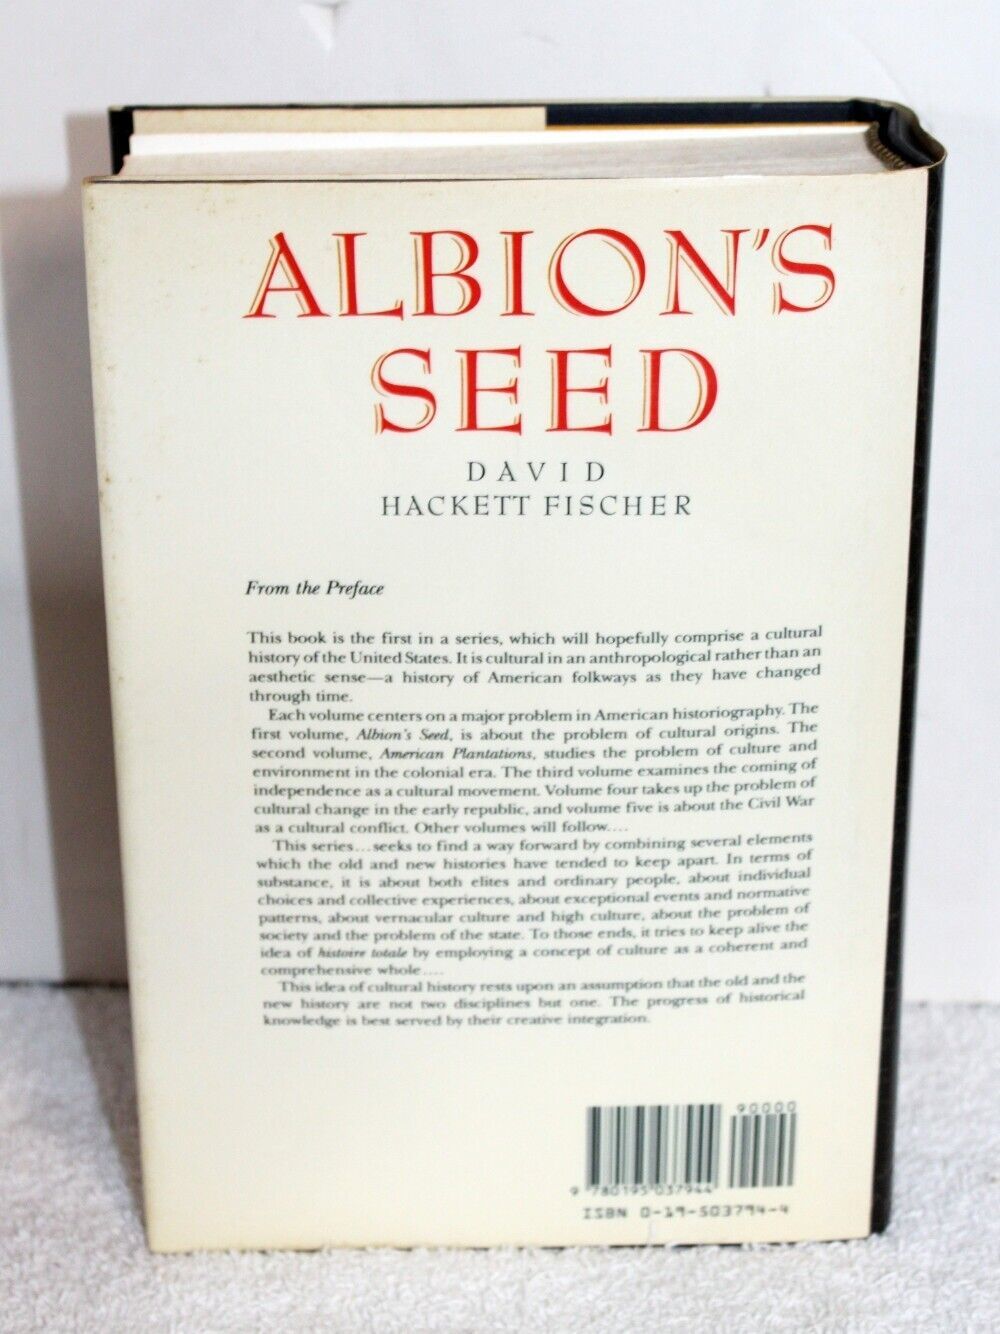 ALBION'S
SEED
DAVID
HACKETT FISCHER
From the Preface
This book is the first in a series, which will hopefully comprise a cultural
history of the United States. It is cultural in an anthropological rather than an
aesthetic sense—a history of American folkways as they have changed
through time.
Each volume centers on a major problem in American historiography. The
first volume, Albion's Seed, is about the problem of cultural origins. The
second volume, American Plantations, studies the problem of culture and
environment in the colonial era. The third volume examines the coming of
independence as a cultural movement. Volume four takes up the problem of
cultural change in the early republic, and volume five is about the Civil War
as a cultural conflict. Other volumes will follow....
This series...seeks to find a way forward by combining several elements
which the old and new histories have tended to keep apart. In terms of
substance, it is about both elites and ordinary people, about individual
choices and collective experiences, about exceptional events and normative
patterns, about vernacular culture and high culture, about the problem of
society and the problem of the state. To those ends, it tries to keep alive the
idea of histoire totale by employing a concept of culture as a coherent and
comprehensive whole....
This idea of cultural history rests upon an assumption that the old and the
new history are not two disciplines but one. The progress of historical
knowledge is best served by their creative integration.
90000
9 780195 037944
ISBN 0-19-503794-4